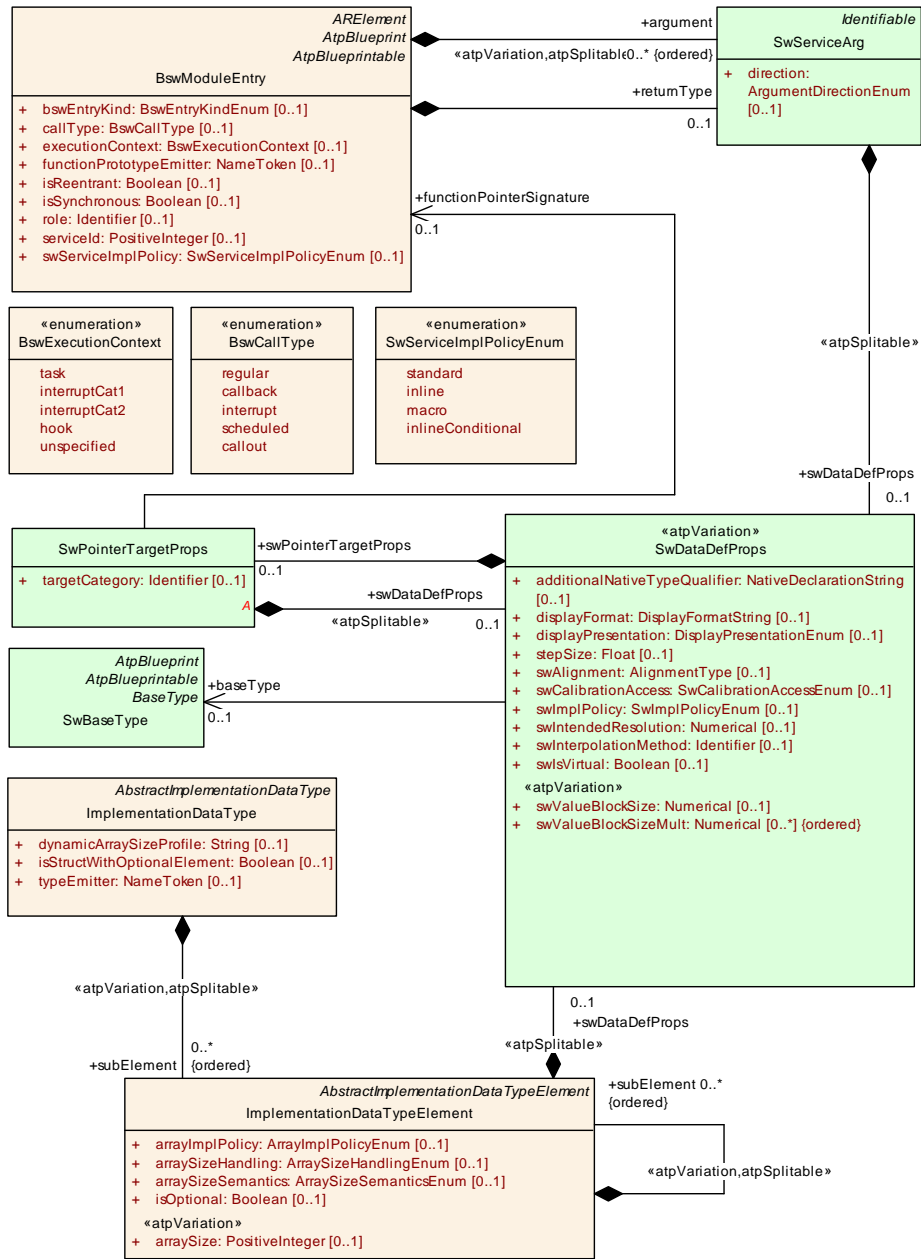 ARElement
AtpBlueprint
AtpBlueprintable
BswModuleEntry
+ bswEntryKind: BswEntryKindEnum [0..1]
+ callType: BswCallType [0..1]
+ executionContext: BswExecutionContext [0..1]
+ functionPrototypeEmitter: NameToken [0..1]
+ isReentrant: Boolean [0..1]
+ isSynchronous: Boolean [0..1]
+ role: Identifier [0..1]
+ serviceId: PositiveInteger [0..1]
+ swServiceImplPolicy: SwServiceImplPolicyEnum [0..1]
+argument
«atpVariation,atpSplitable»0..* {ordered}
+returnType
0..1
Identifiable
SwServiceArg
+ direction:
ArgumentDirectionEnum
[0..1]
+functionPointerSignature
0..1
«enumeration»
BswExecutionContext
task
interruptCat1
interruptCat2
hook
unspecified
«enumeration»
BswCallType
regular
callback
interrupt
scheduled
callout
«enumeration»
SwServiceImplPolicyEnum
standard
inline
macro
inlineConditional
«atpSplitable»
+swDataDefProps
0..1
SwPointerTargetProps
+ targetCategory: Identifier [0..1]
A
+swPointerTargetProps
0..1
+swDataDefProps
«atpSplitable»
0..1
«atpVariation»
SwDataDefProps
+ additionalNativeTypeQualifier: NativeDeclarationString
[0..1]
+ displayFormat: DisplayFormatString [0..1]
+ displayPresentation: DisplayPresentationEnum [0..1]
+ stepSize: Float [0..1]
+ swAlignment: AlignmentType [0..1]
+ swCalibrationAccess: SwCalibrationAccessEnum [0..1]
+ swImplPolicy: SwImplPolicyEnum [0..1]
+ swIntendedResolution: Numerical [0..1]
+ swInterpolationMethod: Identifier [0..1]
+ swIsVirtual: Boolean [0..1]
«atpVariation»
+ swValueBlockSize: Numerical [0..1]
+ swValueBlockSizeMult: Numerical [0..*] {ordered}
AtpBlueprint
AtpBlueprintable
BaseType
SwBaseType
+baseType
0..1
AbstractImplementationDataType
ImplementationDataType
+ dynamicArraySizeProfile: String [0..1]
+ isStructWithOptionalElement: Boolean [0..1]
+ typeEmitter: NameToken [0..1]
«atpVariation,atpSplitable»
+subElement
0..*
{ordered}
0..1
+swDataDefProps
«atpSplitable»
AbstractImplementationDataTypeElement
ImplementationDataTypeElement
+ arrayImplPolicy: ArrayImplPolicyEnum [0..1]
+ arraySizeHandling: ArraySizeHandlingEnum [0..1]
+ arraySizeSemantics: ArraySizeSemanticsEnum [0..1]
+ isOptional: Boolean [0..1]
«atpVariation»
+ arraySize: PositiveInteger [0..1]
+subElement 0..*
{ordered}
«atpVariation,atpSplitable»